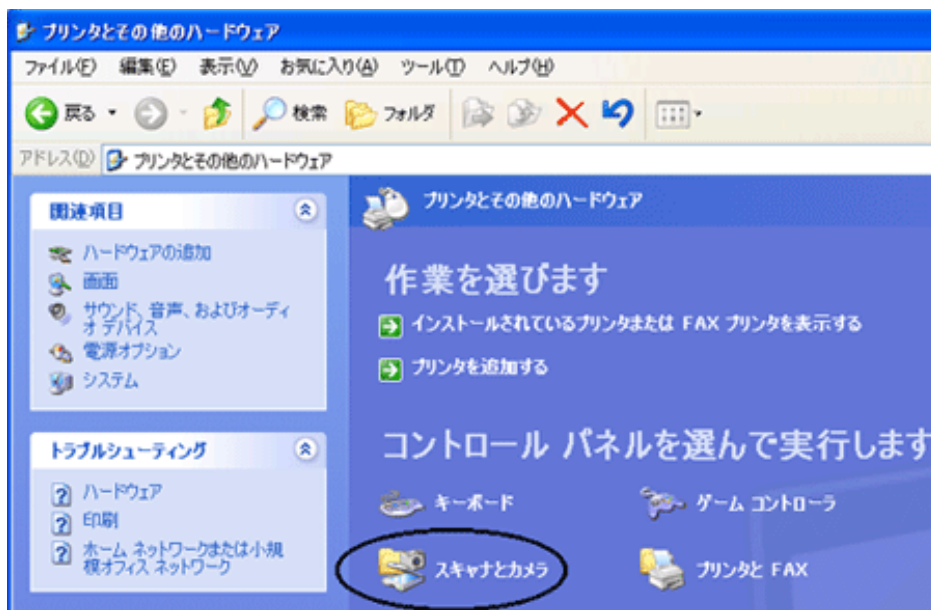 プリンタとその他のハードウェア
ファイル(F) 編集(E) 表示(V) お気に入り(A) ツール(T) ヘルプ(H)
戻る 検索 フォルダ
アドレス(D) プリンタとその他のハードウェア
関連項目
ハードウェアの追加
画面
サウンド、音声、およびオーディ
オ デバイス
電源オプション
システム
トラブルシューティング
ハードウェア
印刷
ホーム ネットワークまたは小規
模オフィス ネットワーク
プリンタとその他のハードウェア
作業を選びます
インストールされているプリンタまたは FAX プリンタを表示する
プリンタを追加する
コントロール パネルを選んで実行します
キーボード
ゲーム コントローラ
スキャナとカメラ
プリンタと FAX